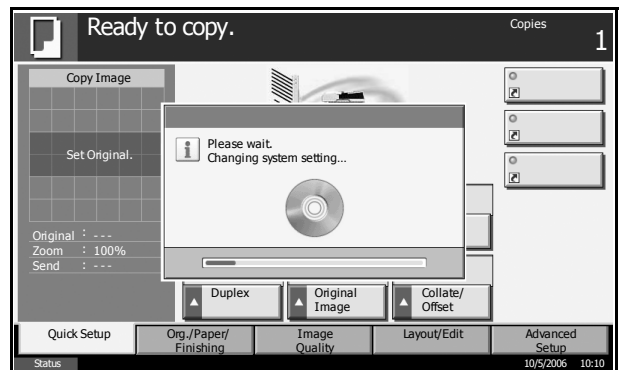 Ready to copy.
Copies
1
Copy Image
Set Original.
Original : ---
Zoom : 100%
Send : ---
Please wait.
Changing system setting...
Duplex
Original
Image
Collate/
Offset
Quick Setup
Org./Paper/
Finishing
Image
Quality
Layout/Edit
Advanced
Setup
Status
10/5/2006 10:10